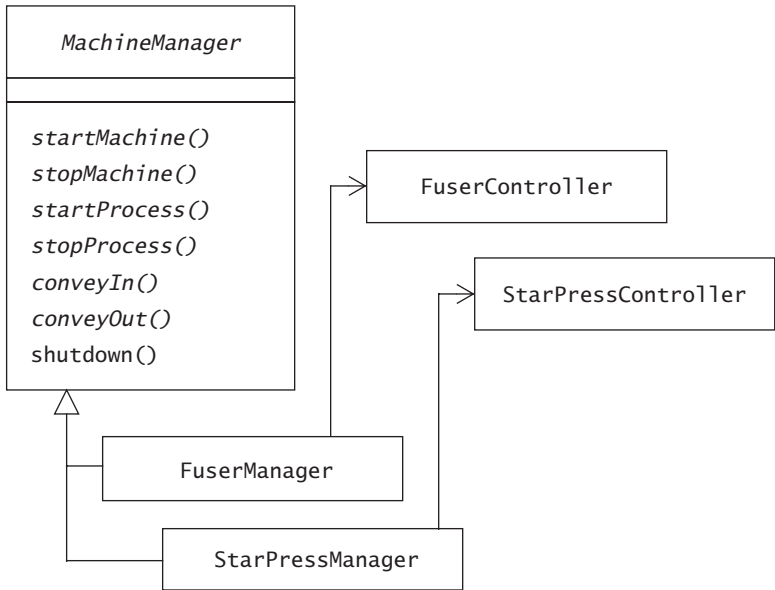 MachineManager
startMachine()
stopMachine()
startProcess()
stopProcess()
conveyIn()
conveyOut()
shutdown()
FuserController
StarPressController
FuserManager
StarPressManager